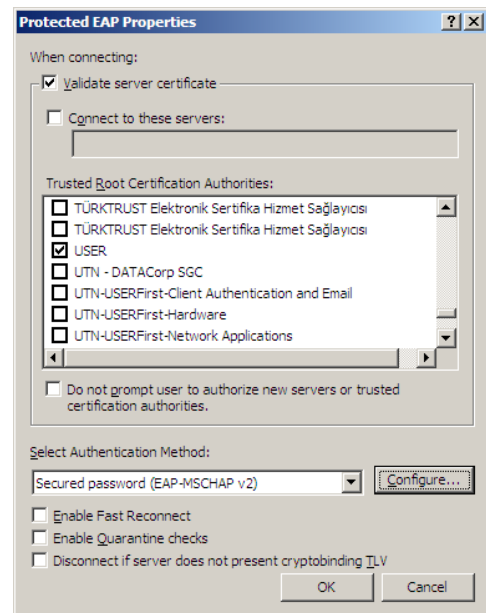 Protected EAP Properties
When connecting:
Validate server certificate
Connect to these servers:
Trusted Root Certification Authorities:
TÜRKTRUST Elektronik Sertifika Hizmet Sağlayıcısı
TÜRKTRUST Elektronik Sertifika Hizmet Sağlayıcısı
USER
UTN - DATACorp SGC
UTN-USERFirst-Client Authentication and Email
UTN-USERFirst-Hardware
UTN-USERFirst-Network Applications
Do not prompt user to authorize new servers or trusted
certification authorities.
Select Authentication Method:
Secured password (EAP-MSCHAP v2) Configure...
Enable Fast Reconnect
Enable Quarantine checks
Disconnect if server does not present cryptobinding TLV
OK Cancel